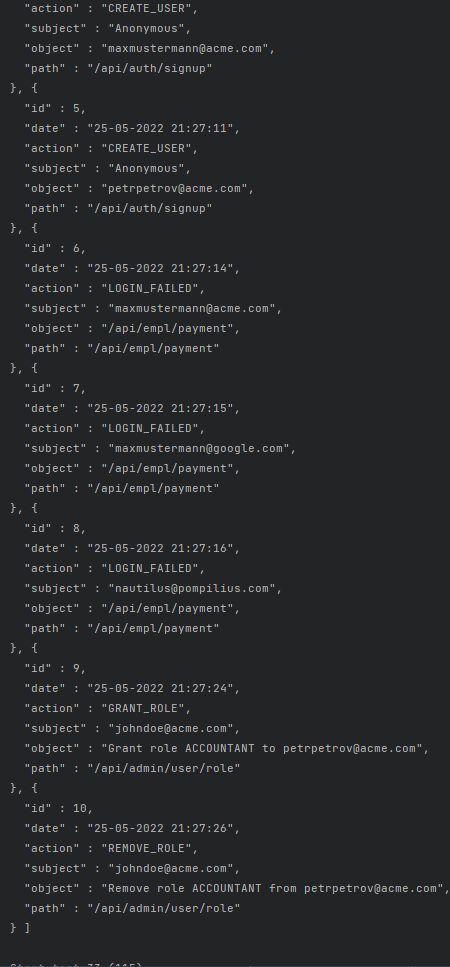 "action" : "CREATE_USER",
"subject" : "Anonymous",
"object" : "maxmustermann@acme.com",
"path" : "/api/auth/signup"
}, {
"id" : 5,
"date" : "25-05-2022 21:27:11",
"action" : "CREATE_USER",
"subject" : "Anonymous",
"object" : "petrpetrov@acme.com",
"path" : "/api/auth/signup"
}, {
"id" : 6,
"date" : "25-05-2022 21:27:14",
"action" : "LOGIN_FAILED",
"subject" : "maxmustermann@acme.com",
"object" : "/api/empl/payment",
"path" : "/api/empl/payment"
}, {
"id" : 7,
"date" : "25-05-2022 21:27:15",
"action" : "LOGIN_FAILED",
"subject" : "maxmustermann@google.com",
"object" : "/api/empl/payment",
"path" : "/api/empl/payment"
}, {
"id" : 8,
"date" : "25-05-2022 21:27:16",
"action" : "LOGIN_FAILED",
"subject" : "nautilus@pompilius.com",
"object" : "/api/empl/payment",
"path" : "/api/empl/payment"
}, {
"id" : 9,
"date" : "25-05-2022 21:27:24",
"action" : "GRANT_ROLE",
"subject" : "johndoe@acme.com",
"object" : "Grant role ACCOUNTANT to petrpetrov@acme.com",
"path" : "/api/admin/user/role"
}, {
"id" : 10,
"date" : "25-05-2022 21:27:26",
"action" : "REMOVE_ROLE",
"subject" : "johndoe@acme.com",
"object" : "Remove role ACCOUNTANT from petrpetrov@acme.com",
"path" : "/api/admin/user/role"
} ]